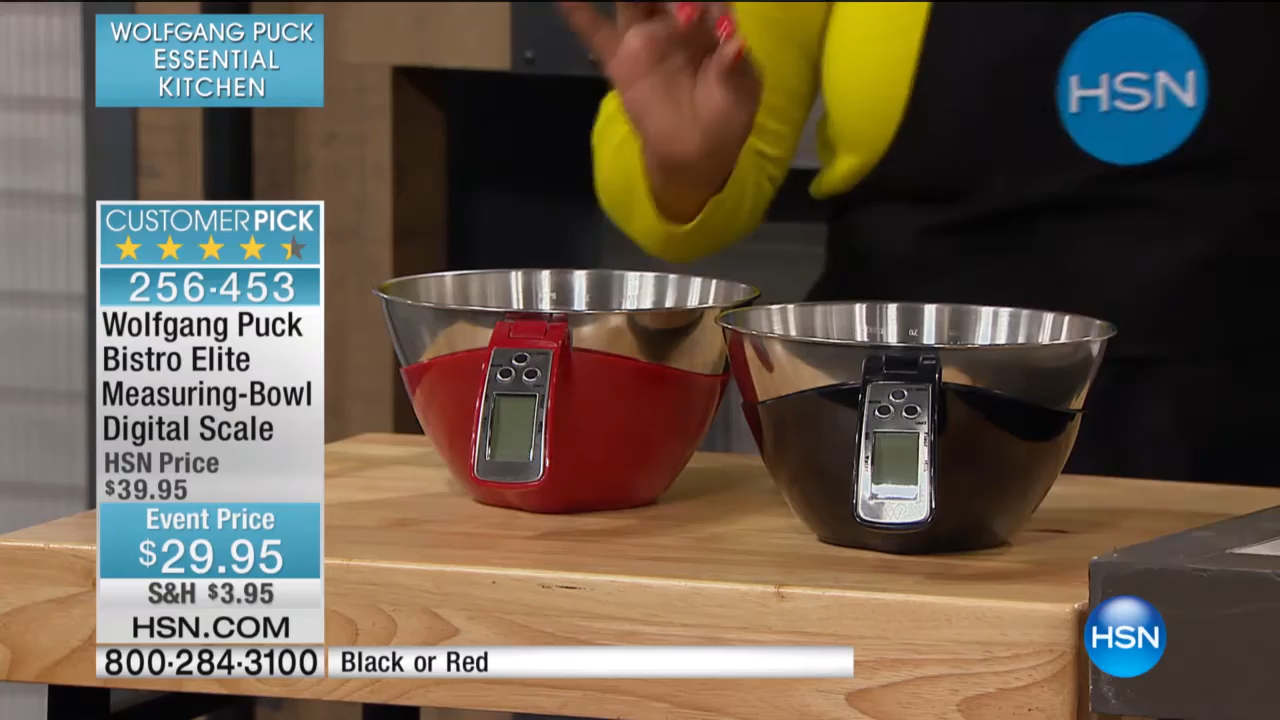 WOLFGANG PUCK
ESSENTIAL
KITCHEN
HSN
CUSTOMER PICK
256·453
Wolfgang Puck
Bistro Elite
Measuring-Bowl
Digital Scale
HSN Price
$39.95
Event Price
$29.95
S&H $3.95
HSN.COM
800·284·3100
Black or Red
HSN